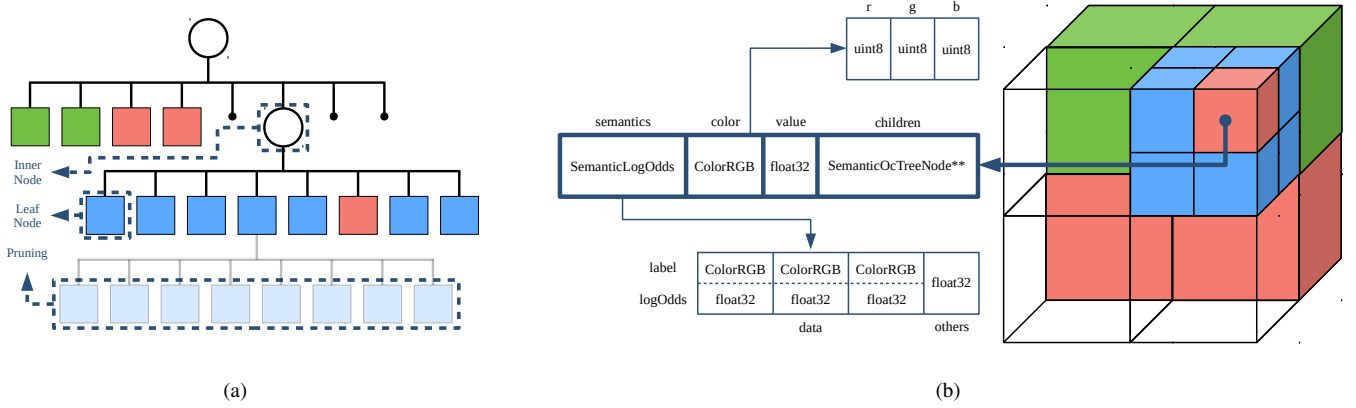 Inner
Node
Leaf
Node
Pruning
(a)
r g b
uint8 uint8 uint8
semantics color value children
SemanticLogOdds ColorRGB float32 SemanticOcTreeNode**
label ColorRGB ColorRGB ColorRGB float32
logOdds float32 float32 float32
data others
(b)